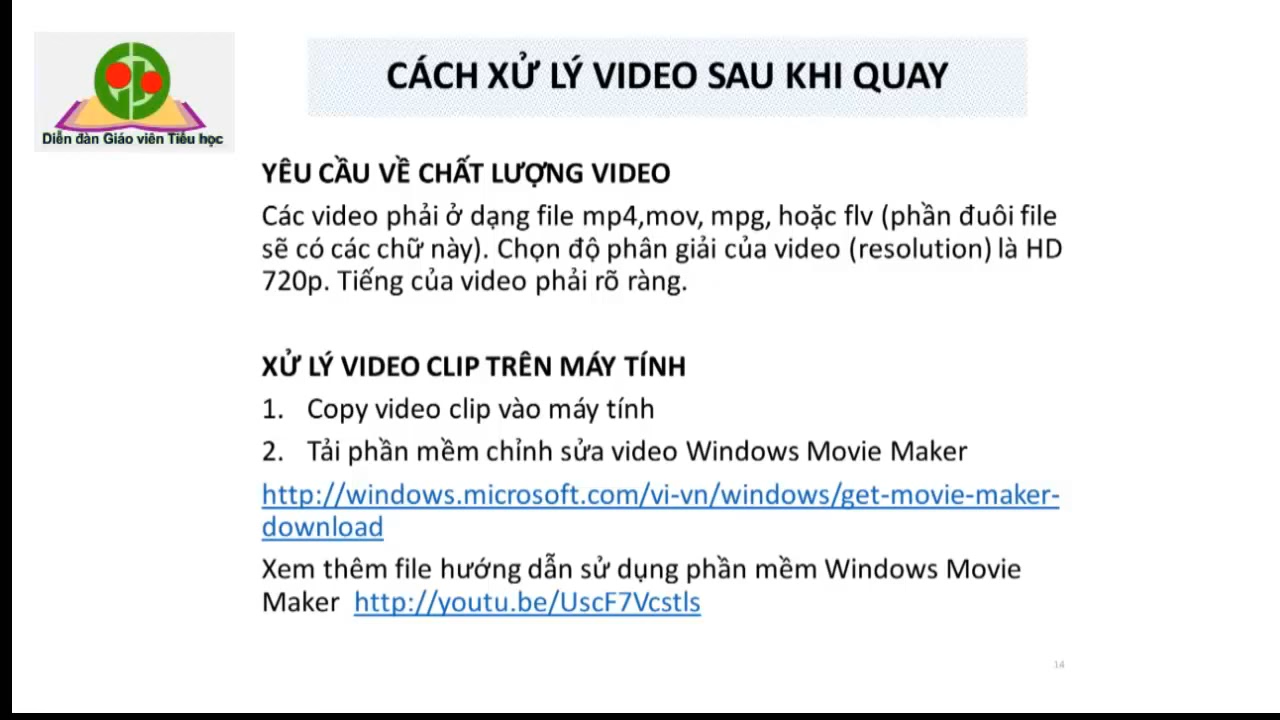 CÁCH XỬ LÝ VIDEO SAU KHI QUAY
Diễn đàn Giáo viên Tiểu học
YÊU CẦU VỀ CHẤT LƯỢNG VIDEO
Các video phải ở dạng file mp4,mov, mpg, hoặc flv (phần đuôi file
sẽ có các chữ này). Chọn độ phân giải của video (resolution) là HD
720p. Tiếng của video phải rõ ràng.
XỬ LÝ VIDEO CLIP TRÊN MÁY TÍNH
1. Copy video clip vào máy tính
2. Tải phần mềm chỉnh sửa video Windows Movie Maker
http://windows.microsoft.com/vi-vn/windows/get-movie-maker-
download
Xem thêm file hướng dẫn sử dụng phần mềm Windows Movie
Maker http://youtu.be/UscF7Vcstls
14